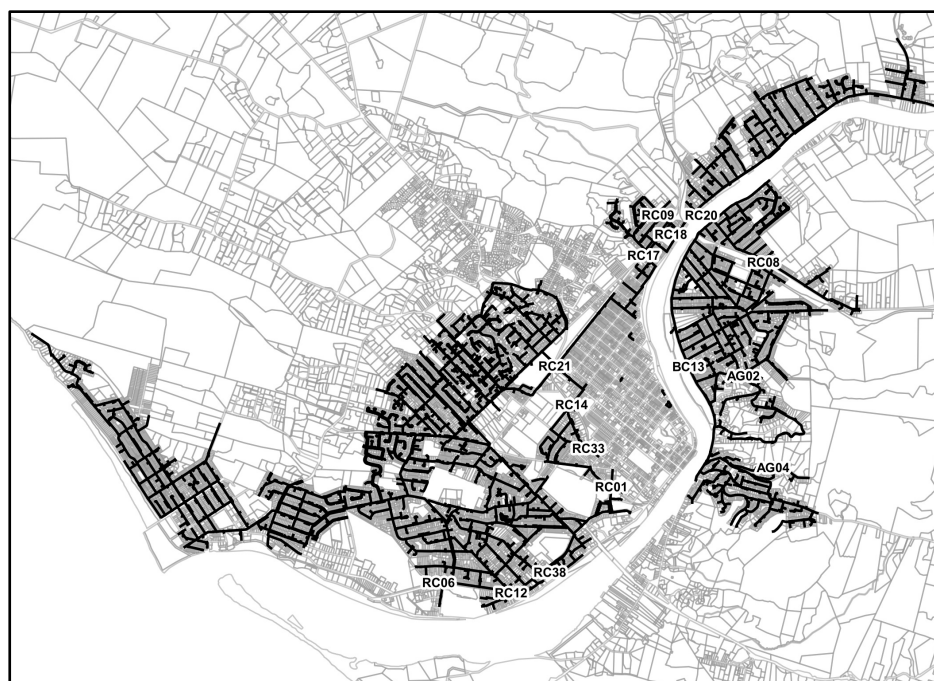 RC09
RC20
RC18
RC17
RC08
RC21
BC13
AG02
RC14
RC33
AG04
RC01
RC38
RC06
RC12